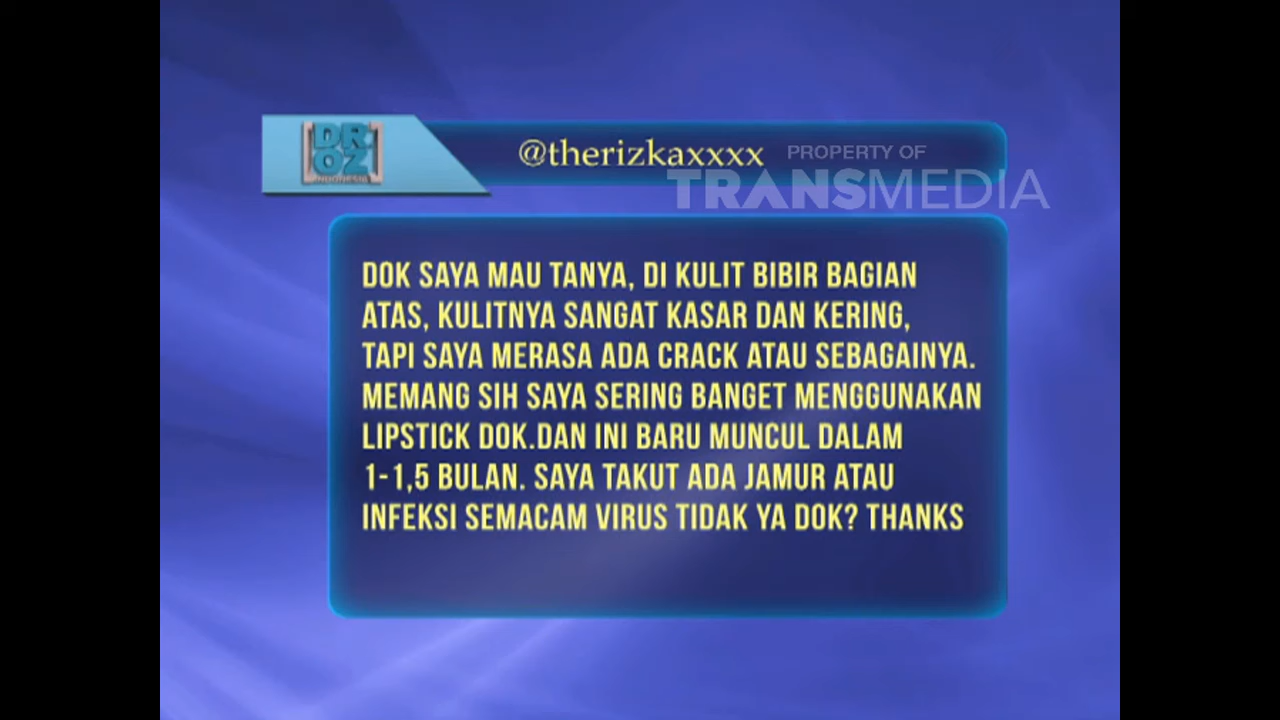 DR.
OZ
INDONESIA
@therizkaxxxx
PROPERTY OF
TRANSMEDIA
DOK SAYA MAU TANYA, DI KULIT BIBIR BAGIAN
ATAS, KULITNYA SANGAT KASAR DAN KERING,
TAPI SAYA MERASA ADA CRACK ATAU SEBAGAINYA.
MEMANG SIH SAYA SERING BANGET MENGGUNAKAN
LIPSTICK DOK.DAN INI BARU MUNCUL DALAM
1-1,5 BULAN. SAYA TAKUT ADA JAMUR ATAU
INFEKSI SEMACAM VIRUS TIDAK YA DOK? THANKS